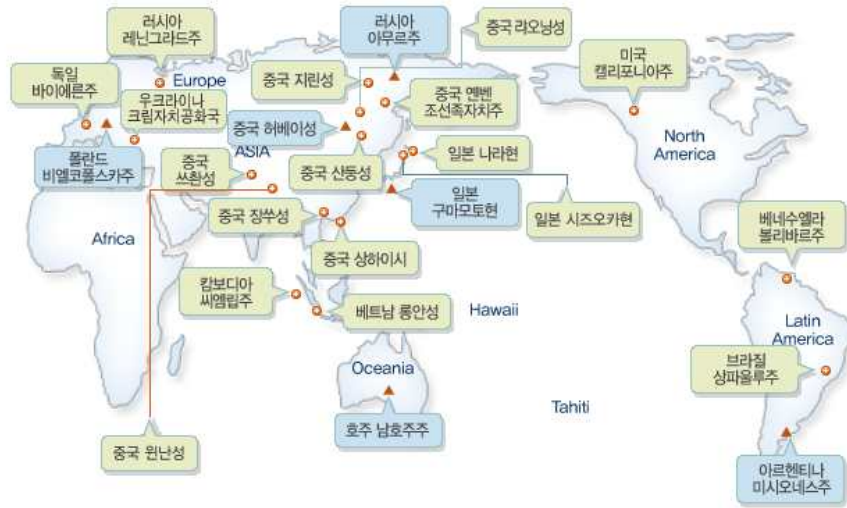 러시아
레닌그라드주
러시아
아무르주
중국 랴오닝성
미국
캘리포니아주
독일
바이에른주
Europe
중국 지린성
중국 옌벤
조선족자치주
우크라이나
크림자치공화국
중국 허베이성
North
America
ASIA
폴란드
비엘코폴스카주
중국
쓰촨성
중국 산둥성
일본 나라현
일본
구마모토현
일본 시즈오카현
Africa
중국 장쑤성
중국 상하이시
베네수엘라
볼리바르주
캄보디아
씨엠립주
베트남 롱안성
Hawaii
Latin
America
브라질
상파울루주
Oceania
Tahiti
호주 남호주주
중국 윈난성
아르헨티나
미시오네스주